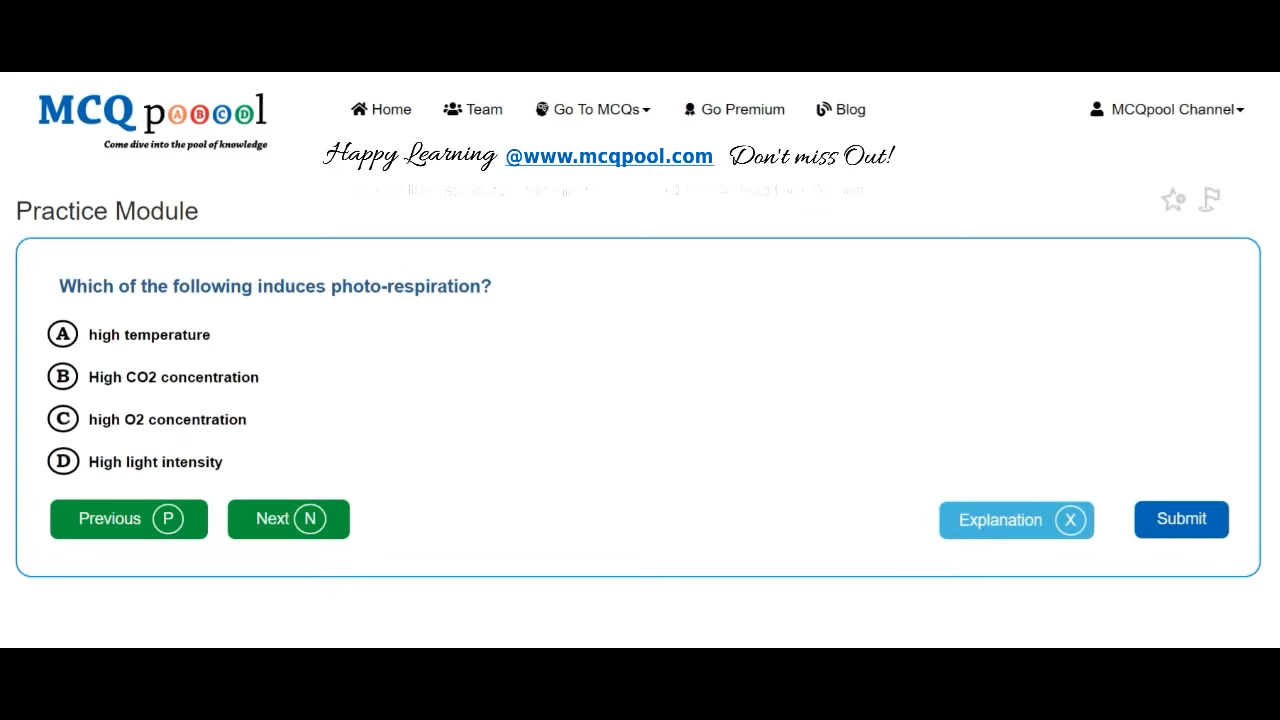 MCQ pABCDl
Come dive into the pool of knowledge
Home Team Go To MCQs Go Premium Blog MCQpool Channel
Happy Learning @www.mcqpool.com Don't miss Out!
Practice Module
Which of the following induces photo-respiration?
A high temperature
B High CO2 concentration
C high O2 concentration
D High light intensity
Previous P Next N Explanation X Submit